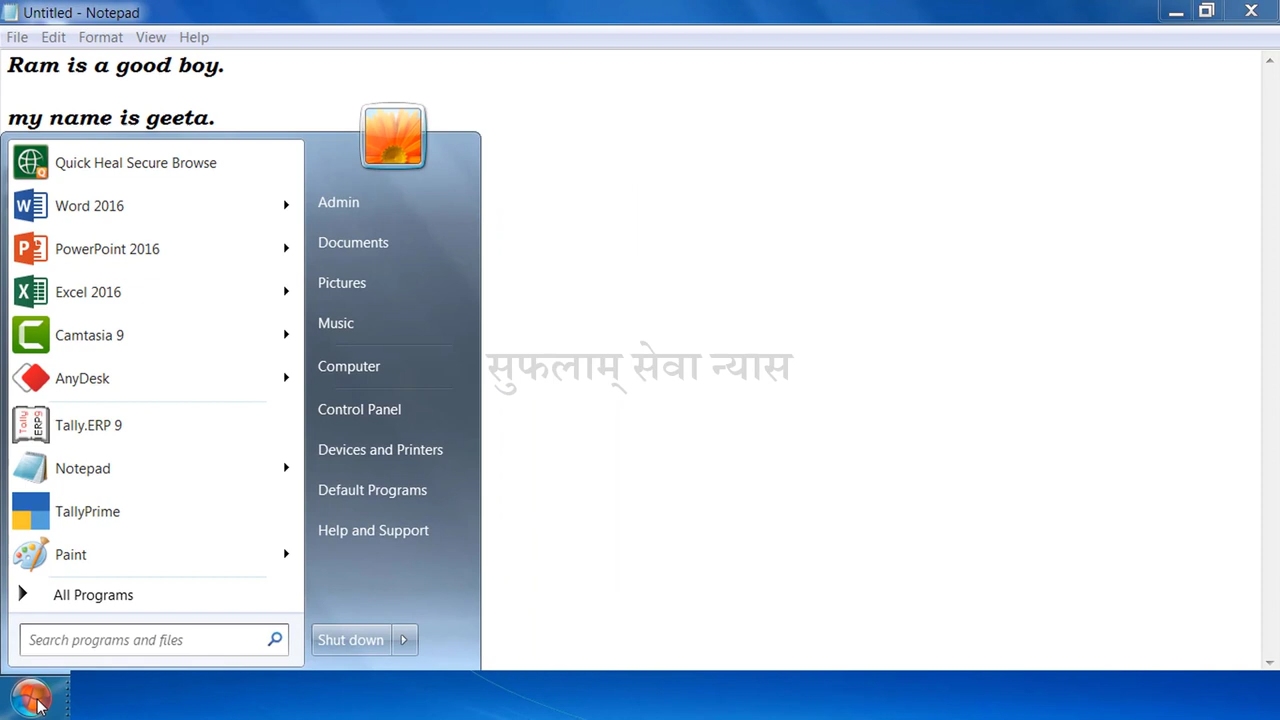 Untitled - Notepad
File Edit Format View Help
Ram is a good boy.
my name is geeta.
Quick Heal Secure Browse
Word 2016
PowerPoint 2016
Excel 2016
Camtasia 9
AnyDesk
Tally.ERP 9
Notepad
TallyPrime
Paint
All Programs
Search programs and files
Admin
Documents
Pictures
Music
Computer
Control Panel
Devices and Printers
Default Programs
Help and Support
Shut down
सुफलाम् सेवा न्यास